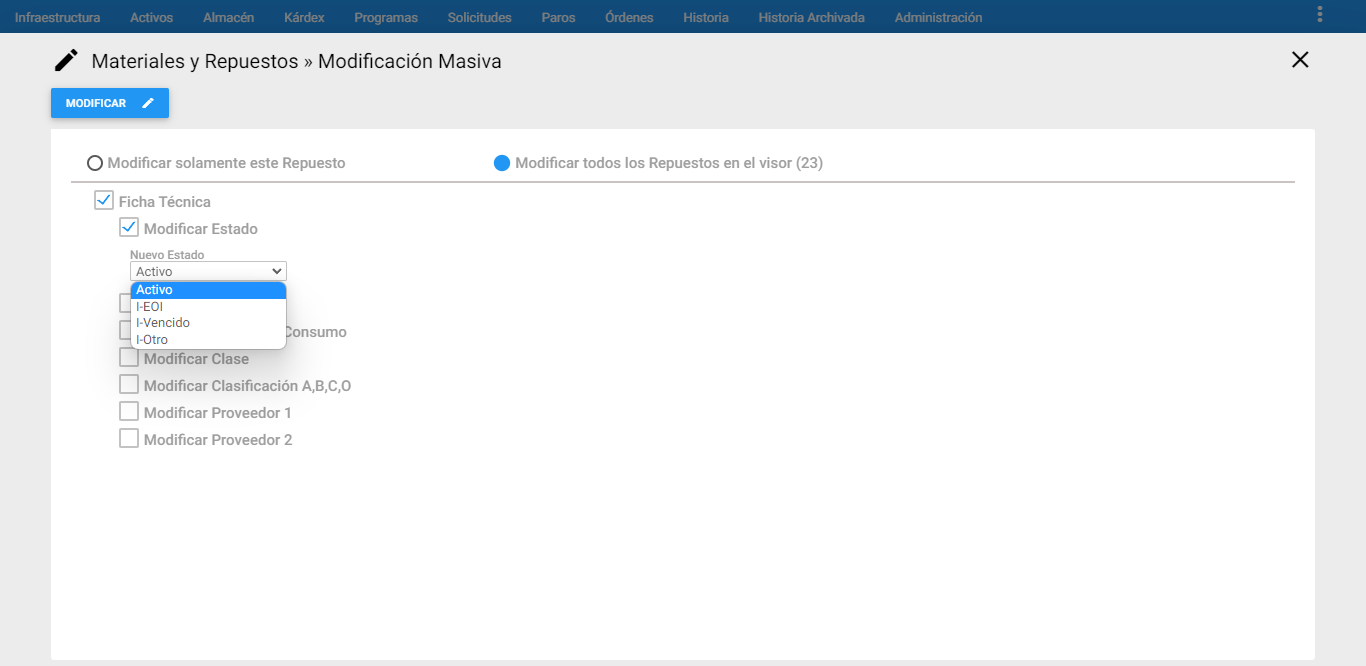 Infraestructura Activos Almacén Kárdex Programas Solicitudes Paros Órdenes Historia Historia Archivada Administración
Materiales y Repuestos » Modificación Masiva
MODIFICAR
Modificar solamente este Repuesto Modificar todos los Repuestos en el visor (23)
Ficha Técnica
Modificar Estado
Nuevo Estado
Activo
Activo
I-EOI
I-Vencido
I-Otro
Consumo
Modificar Clase
Modificar Clasificación A,B,C,O
Modificar Proveedor 1
Modificar Proveedor 2